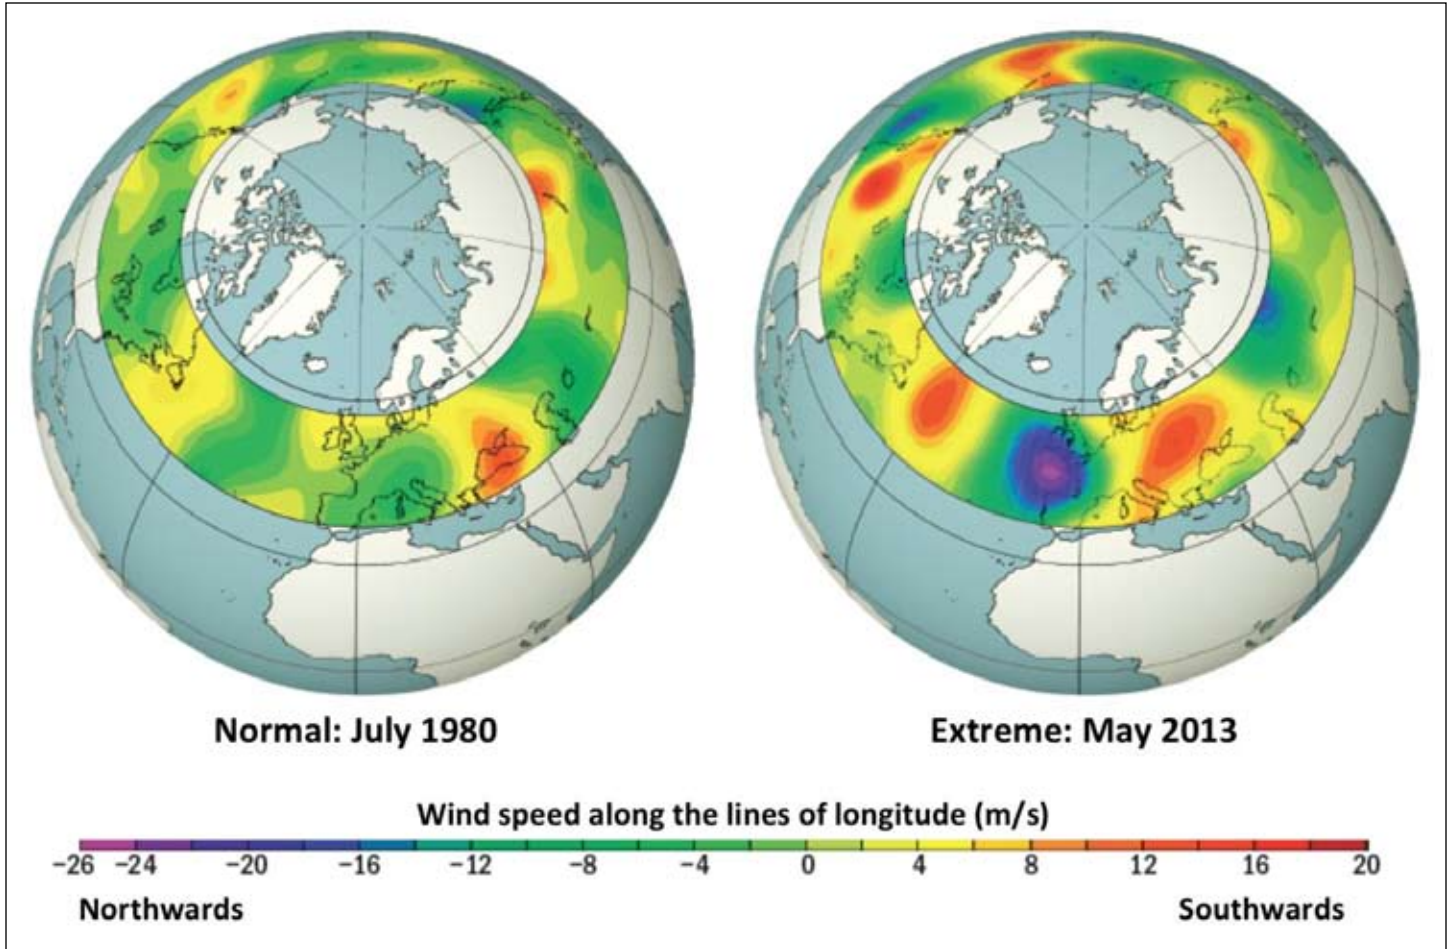 Normal: July 1980
Extreme: May 2013
Wind speed along the lines of longitude (m/s)
−26 −24 −20 −16 −12 −8 −4 0 4 8 12 16 20
Northwards
Southwards